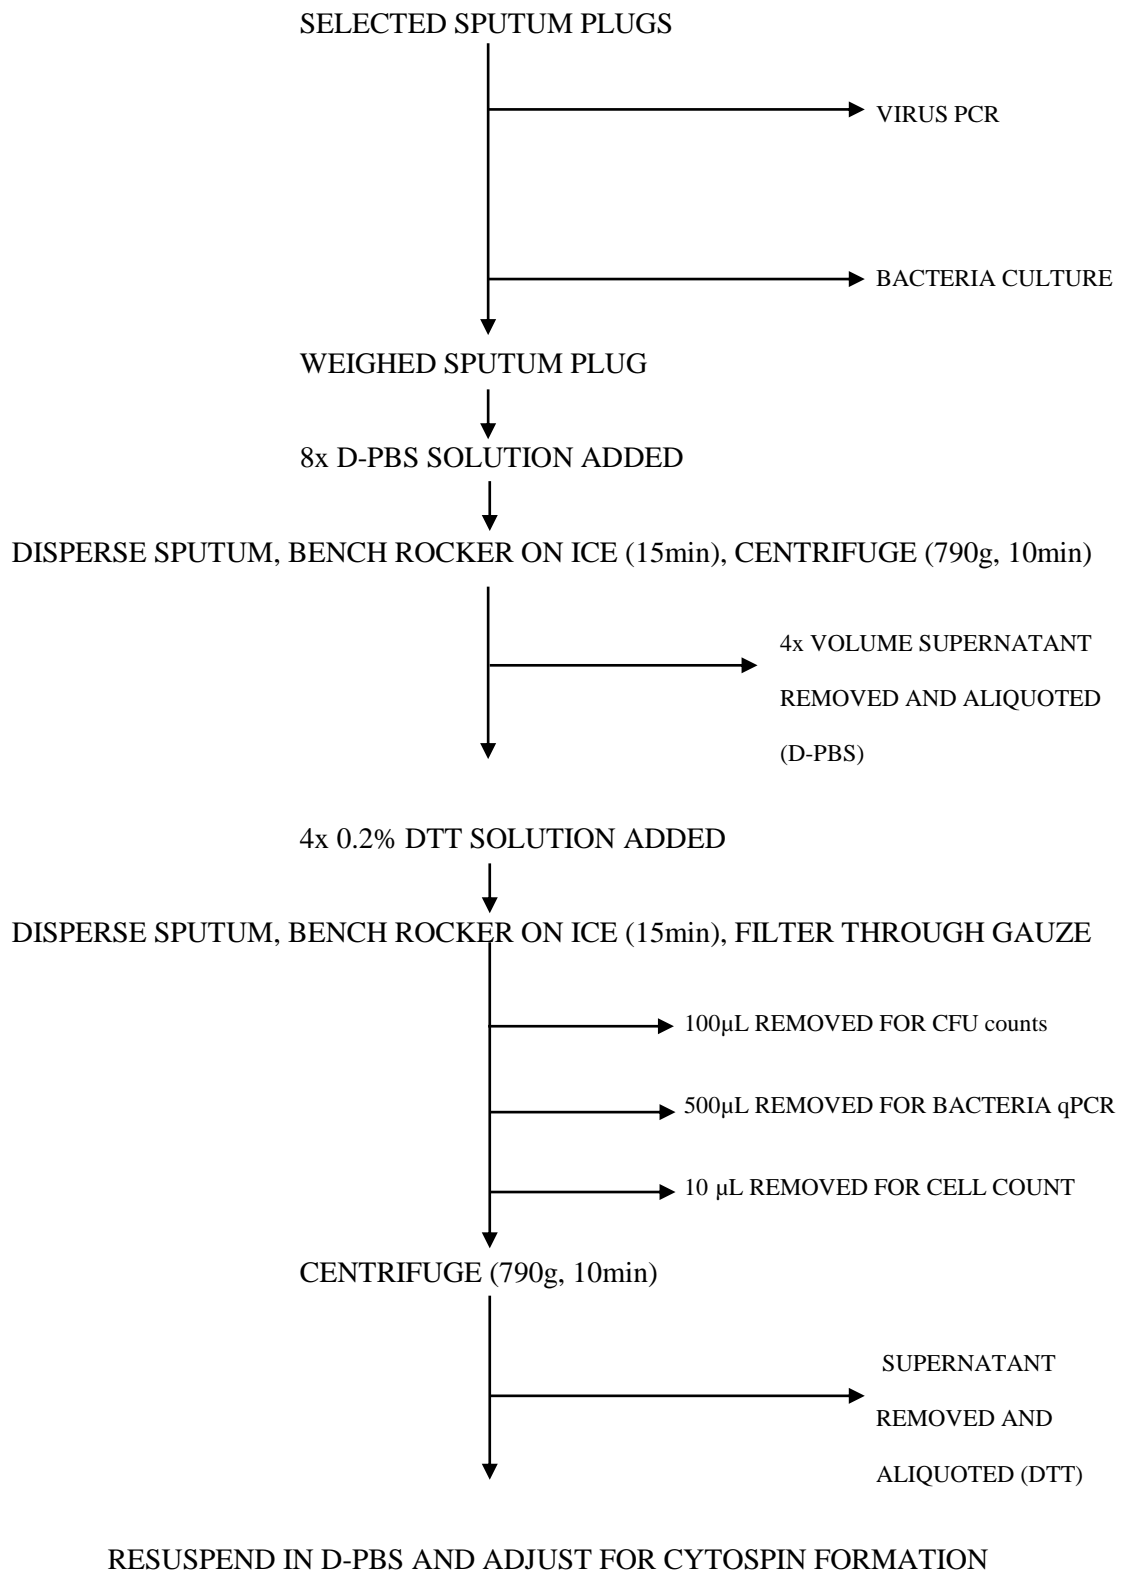 SELECTED SPUTUM PLUGS
VIRUS PCR
BACTERIA CULTURE
WEIGHED SPUTUM PLUG
8x D-PBS SOLUTION ADDED
DISPERSE SPUTUM, BENCH ROCKER ON ICE (15min), CENTRIFUGE (790g, 10min)
4x VOLUME SUPERNATANT
REMOVED AND ALIQUOTED
(D-PBS)
4x 0.2% DTT SOLUTION ADDED
DISPERSE SPUTUM, BENCH ROCKER ON ICE (15min), FILTER THROUGH GAUZE
100µL REMOVED FOR CFU counts
500µL REMOVED FOR BACTERIA qPCR
10 µL REMOVED FOR CELL COUNT
CENTRIFUGE (790g, 10min)
SUPERNATANT
REMOVED AND
ALIQUOTED (DTT)
RESUSPEND IN D-PBS AND ADJUST FOR CYTOSPIN FORMATION